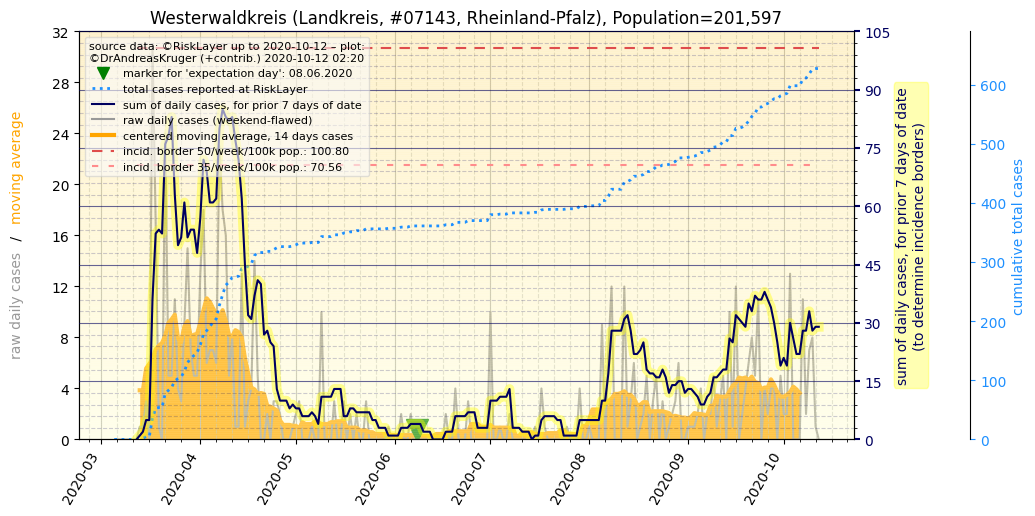 Westerwaldkreis (Landkreis, #07143, Rheinland-Pfalz), Population=201,597
source data: ©RiskLayer up to 2020-10-12 - plot:
©DrAndreasKruger (+contrib.) 2020-10-12 02:20
marker for 'expectation day': 08.06.2020
total cases reported at RiskLayer
sum of daily cases, for prior 7 days of date
raw daily cases (weekend-flawed)
centered moving average, 14 days cases
incid. border 50/week/100k pop.: 100.80
incid. border 35/week/100k pop.: 70.56
raw daily cases / moving average
32
28
24
20
16
12
8
4
0
2020-03
2020-04
2020-05
2020-06
2020-07
2020-08
2020-09
2020-10
105
90
75
60
45
30
15
0
sum of daily cases, for prior 7 days of date
(to determine incidence borders)
600
500
400
300
200
100
0
cumulative total cases